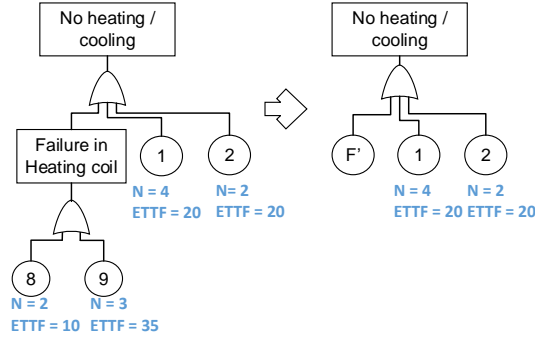 No heating /
cooling
Failure in
Heating coil
1
2
N = 4
ETTF = 20
N= 2
ETTF = 20
8
9
N = 2
ETTF = 10
N = 3
ETTF = 35
No heating /
cooling
F'
1
2
N = 4
ETTF = 20
N = 2
ETTF = 20